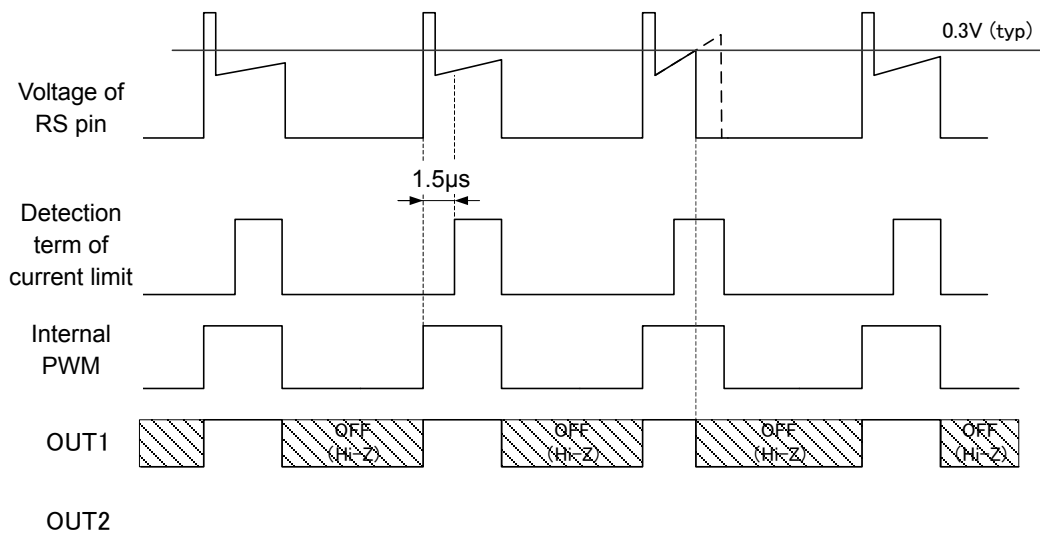 0.3V (typ)
Voltage of
RS pin
1.5µs
Detection
term of
current limit
Internal
PWM
OUT1
OFF
(Hi-Z)
OFF
(Hi-Z)
OFF
(Hi-Z)
OFF
(Hi-Z)
OUT2